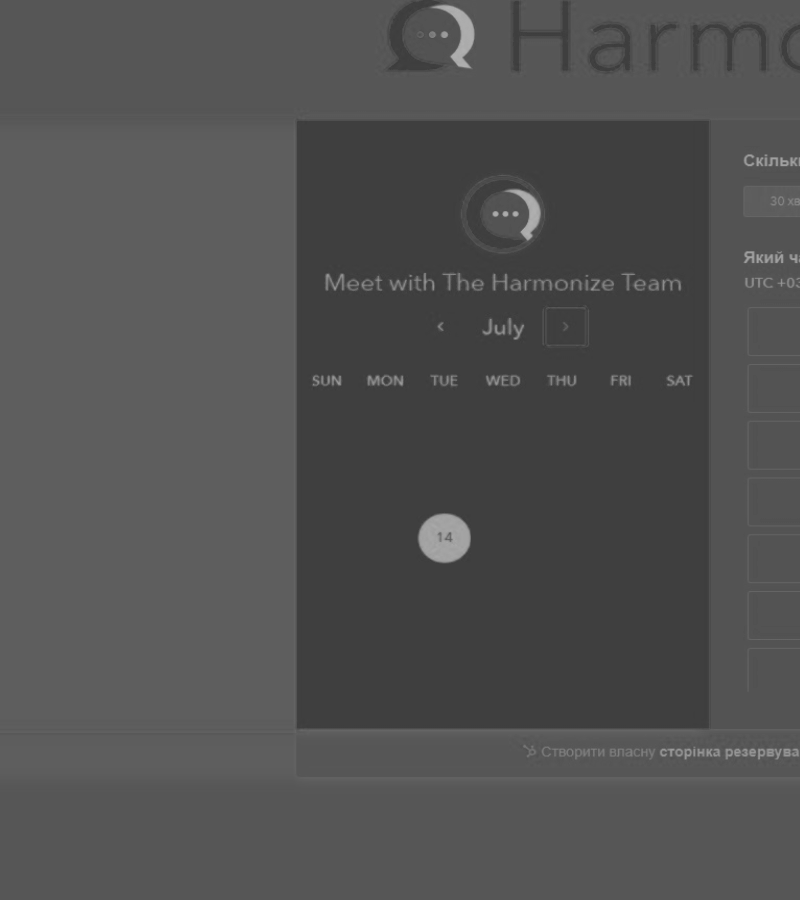 Harmo
Meet with The Harmonize Team
‹ July ›
SUN MON TUE WED THU FRI SAT
14
Скільк
30 хв
Який ч
UTC +03
Створити власну сторінка резервува